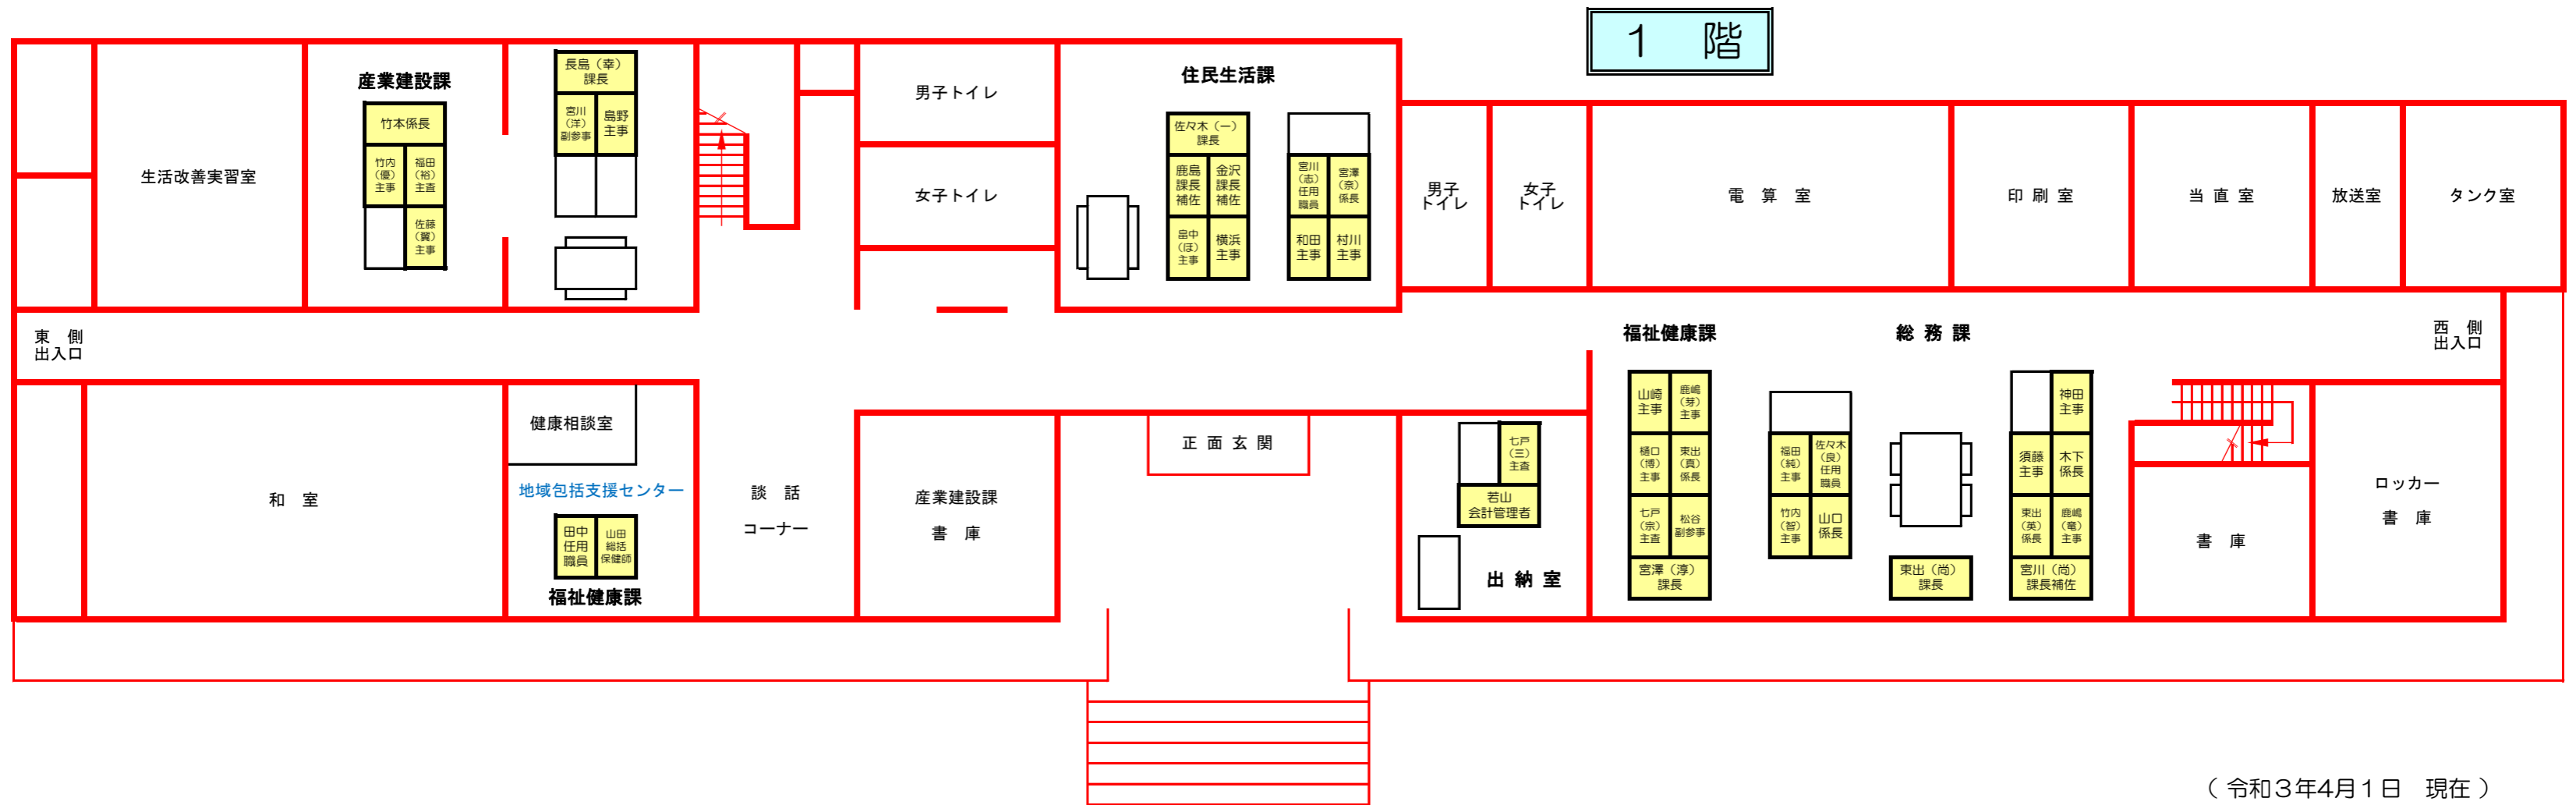 １　階
産業建設課
竹本係長
竹内
（優）
主事
福田
（裕）
主査
佐藤
（翼）
主事
長島（幸）
課長
宮川
（洋）
副参事
島野
主事
生活改善実習室
男子トイレ
女子トイレ
住民生活課
佐々木（一）
課長
鹿島
課長
補佐
金沢
課長
補佐
畠中
（ほ）
主事
横浜
主事
宮川
（志）
任用
職員
宮澤
（奈）
係長
和田
主事
村川
主事
男子
トイレ
女子
トイレ
電　算　室
印 刷 室
当 直 室
放送室
タンク室
東　側
出入口
西　側
出入口
和　室
健康相談室
地域包括支援センター
田中
任用
職員
山田
総括
保健師
福祉健康課
談　話
コーナー
産業建設課
書　庫
正 面 玄 関
七戸
（三）
主査
若山
会計管理者
出 納 室
福祉健康課
山崎
主事
鹿嶋
（芽）
主事
樋口
（博）
主事
東出
（真）
係長
七戸
（宗）
主査
松谷
副参事
宮澤（淳）
課長
総 務 課
福田
（純）
主事
佐々木
（良）
任用
職員
竹内
（智）
主事
山口
係長
東出（尚）
課長
神田
主事
須藤
主事
木下
係長
東出
（英）
係長
鹿嶋
（竜）
主事
宮川（尚）
課長補佐
書　庫
ロッカー
書　庫
（ 令和３年4月１日　現在 ）